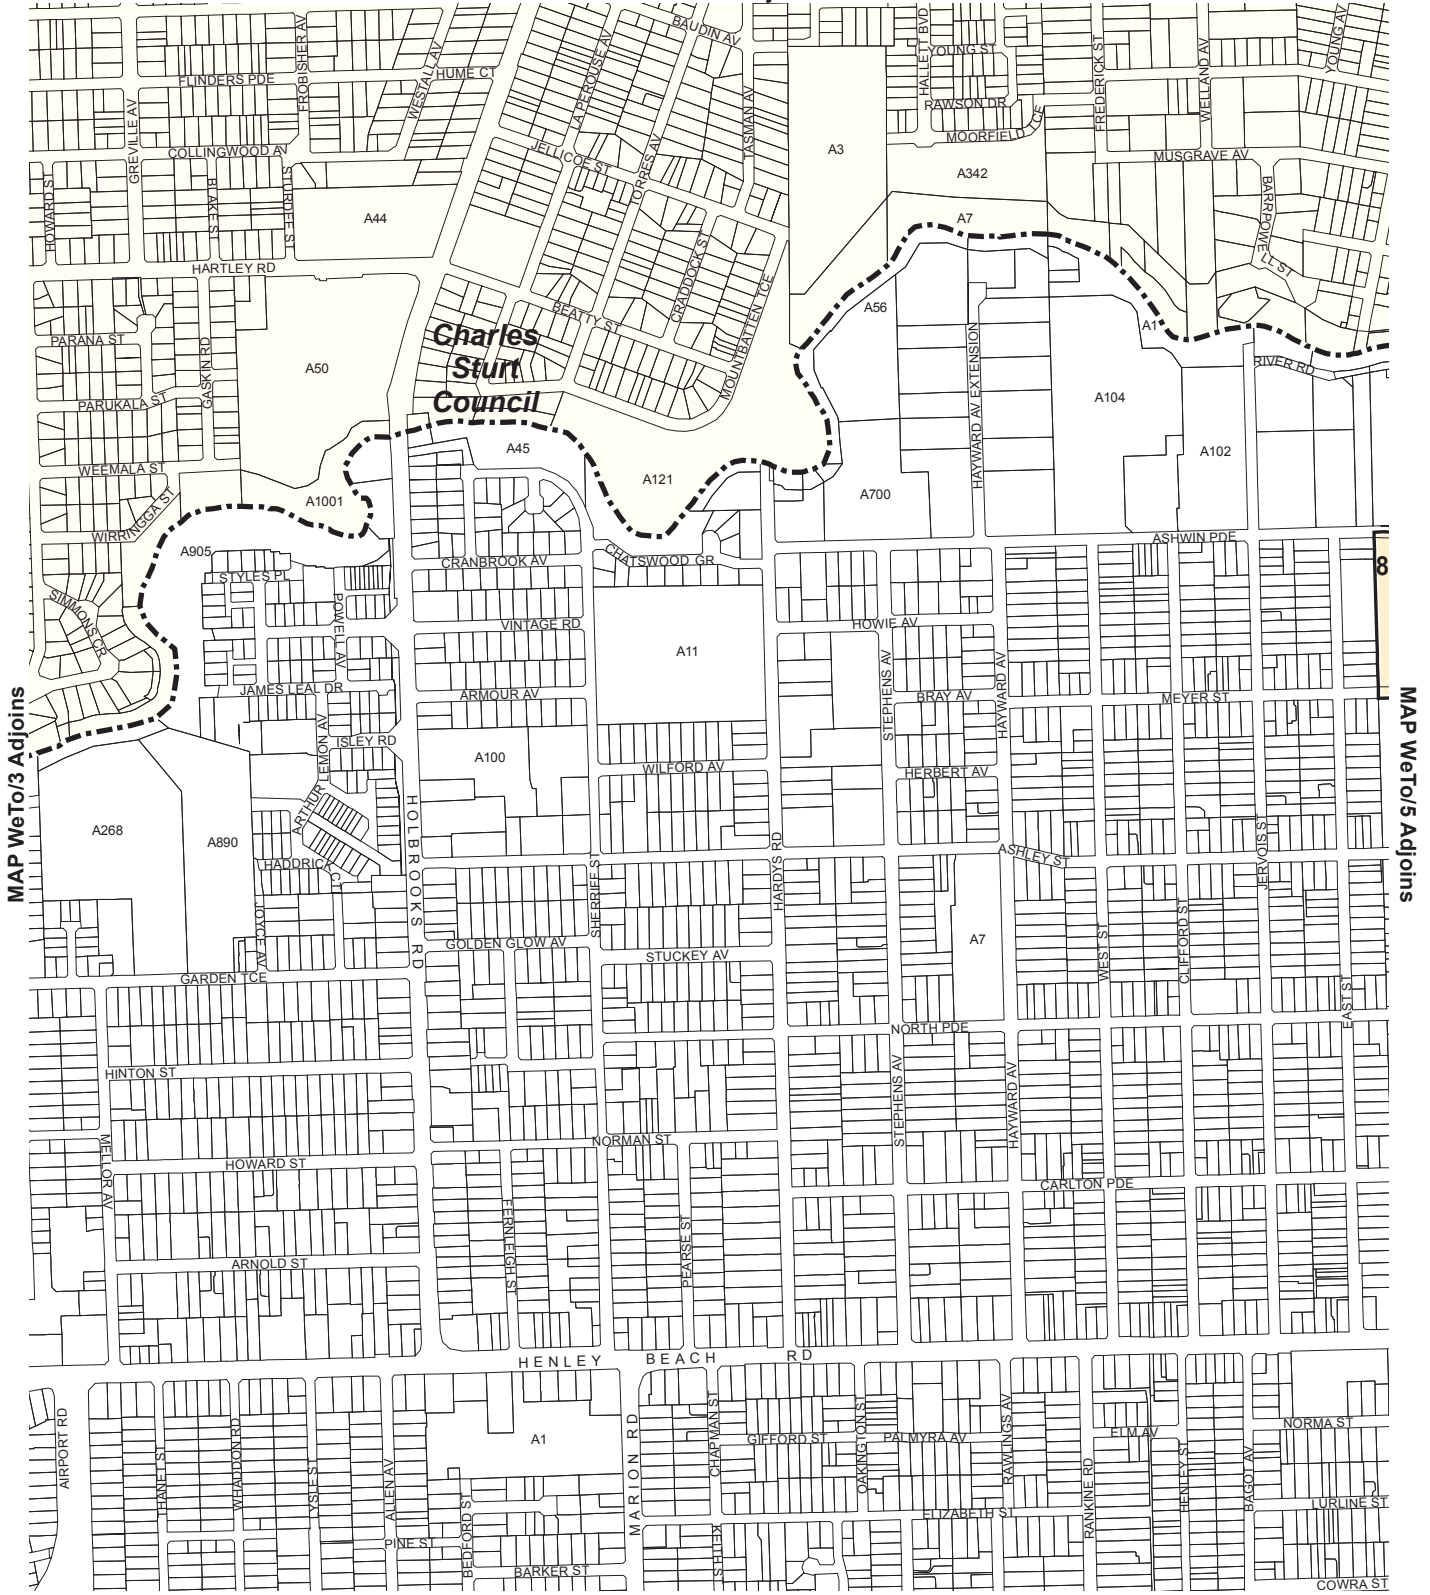 BAUDIN AV
YOUNG ST
HALLETT BVD
FREDERICK ST
WELLAND AV
YOUNG AV
FLINDERS PDE
FROBISHER AV
WESTALL AV
HUME CT
LA PEROUSE AV
TASMAN AV
RAWSON DR
MOORFIELD TCE
GREVILLE AV
COLLINGWOOD AV
JELLICOE ST
TORRES AV
A3
MUSGRAVE AV
A342
HOWARD ST
BLAKE S
STURDEE ST
A44
A7
BARRPOWELL ST
HARTLEY RD
CRADDOCK ST
MOUNTBATTEN TCE
BEATTY ST
A56
A1
PARANA ST
GASKIN RD
Charles
Sturt
Council
A50
HAYWARD AV EXTENSION
RIVER RD
PARUKALA ST
A104
WEEMALA ST
A45
A102
A121
WIRRINGGA ST
A1001
A700
ASHWIN PDE
A905
CRANBROOK AV
CHATSWOOD GR
8
STYLES PL
SIMMONS CR
POWELL AV
VINTAGE RD
HOWIE AV
A11
STEPHENS AV
HAYWARD AV
JAMES LEAL DR
ARMOUR AV
BRAY AV
MEYER ST
MAP WeTo/3 Adjoins
MAP WeTo/5 Adjoins
ISLEY RD
ARTHUR LEMON AV
A100
WILFORD AV
HERBERT AV
A268
A890
HOLBROOKS RD
HADDRICK C
SHERRIFF ST
HARDYS RD
ASHLEY ST
JERVOIS ST
JOYCE AV
GOLDEN GLOW AV
STUCKEY AV
A7
WEST ST
CLIFFORD ST
GARDEN TCE
EAST ST
NORTH PDE
HINTON ST
STEPHENS AV
HAYWARD AV
MELLOR AV
NORMAN ST
HOWARD ST
CARLTON PDE
FERNLEIGH ST
PEARSE ST
ARNOLD ST
HENLEY BEACH RD
AIRPORT RD
HANET ST
WHADDON RD
LYSLE S
ALLEN AV
A1
MARION RD
CHAPMAN ST
GIFFORD ST
OAKINGTON ST
PALMYRA AV
RAWLINGS AV
ELM AV
NORMA ST
RANKINE RD
HENLEY ST
BAGOT AV
BEDFORD ST
ELIZABETH ST
LURLINE ST
PINE ST
BARKER ST
COWRA ST